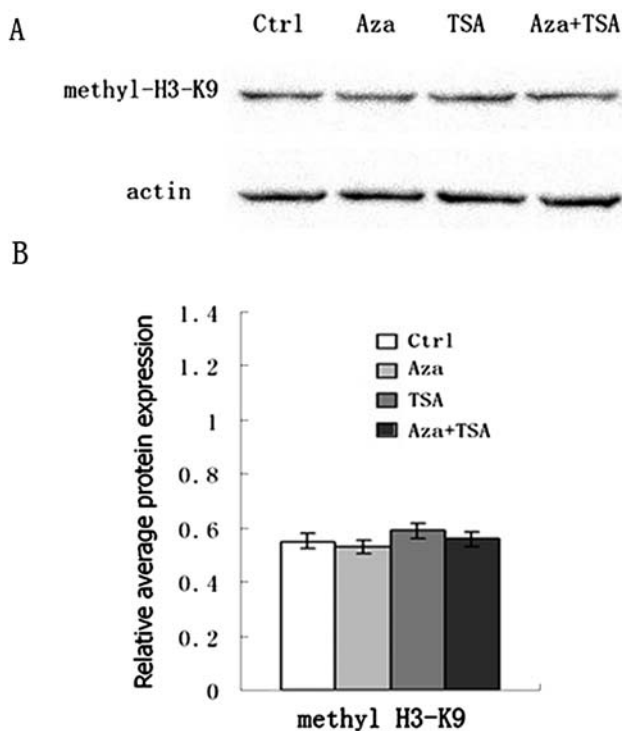 A
Ctrl Aza TSA Aza+TSA
methyl-H3-K9
actin
B
Relative average protein expression
1.4
1.2
1
0.8
0.6
0.4
0.2
0
Ctrl
Aza
TSA
Aza+TSA
methyl H3-K9